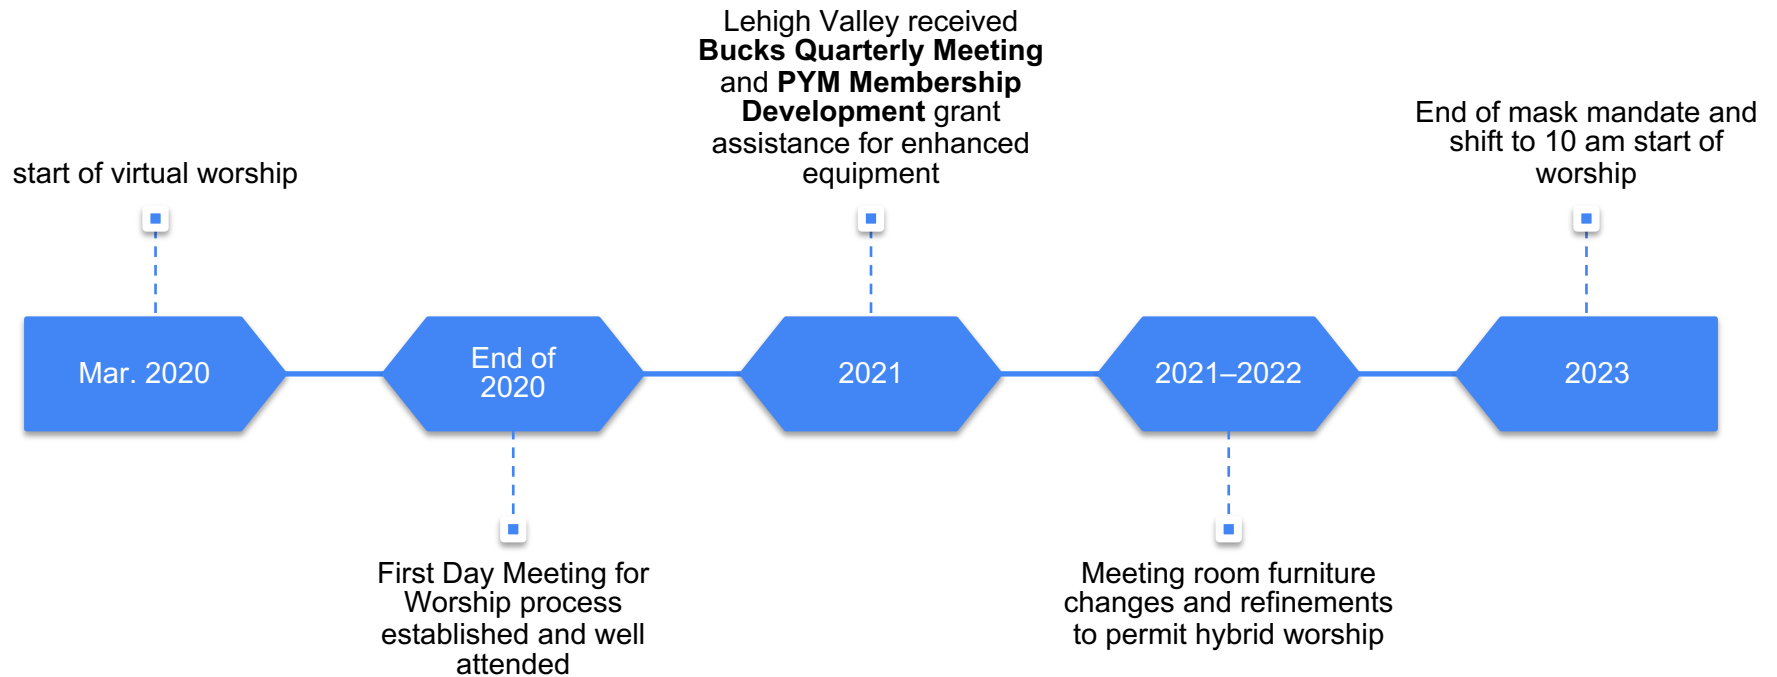 Lehigh Valley received
Bucks Quarterly Meeting
and PYM Membership
Development grant
assistance for enhanced
equipment
End of mask mandate and
shift to 10 am start of
worship
start of virtual worship
Mar. 2020
End of
2020
2021
2021–2022
2023
First Day Meeting for
Worship process
established and well
attended
Meeting room furniture
changes and refinements
to permit hybrid worship